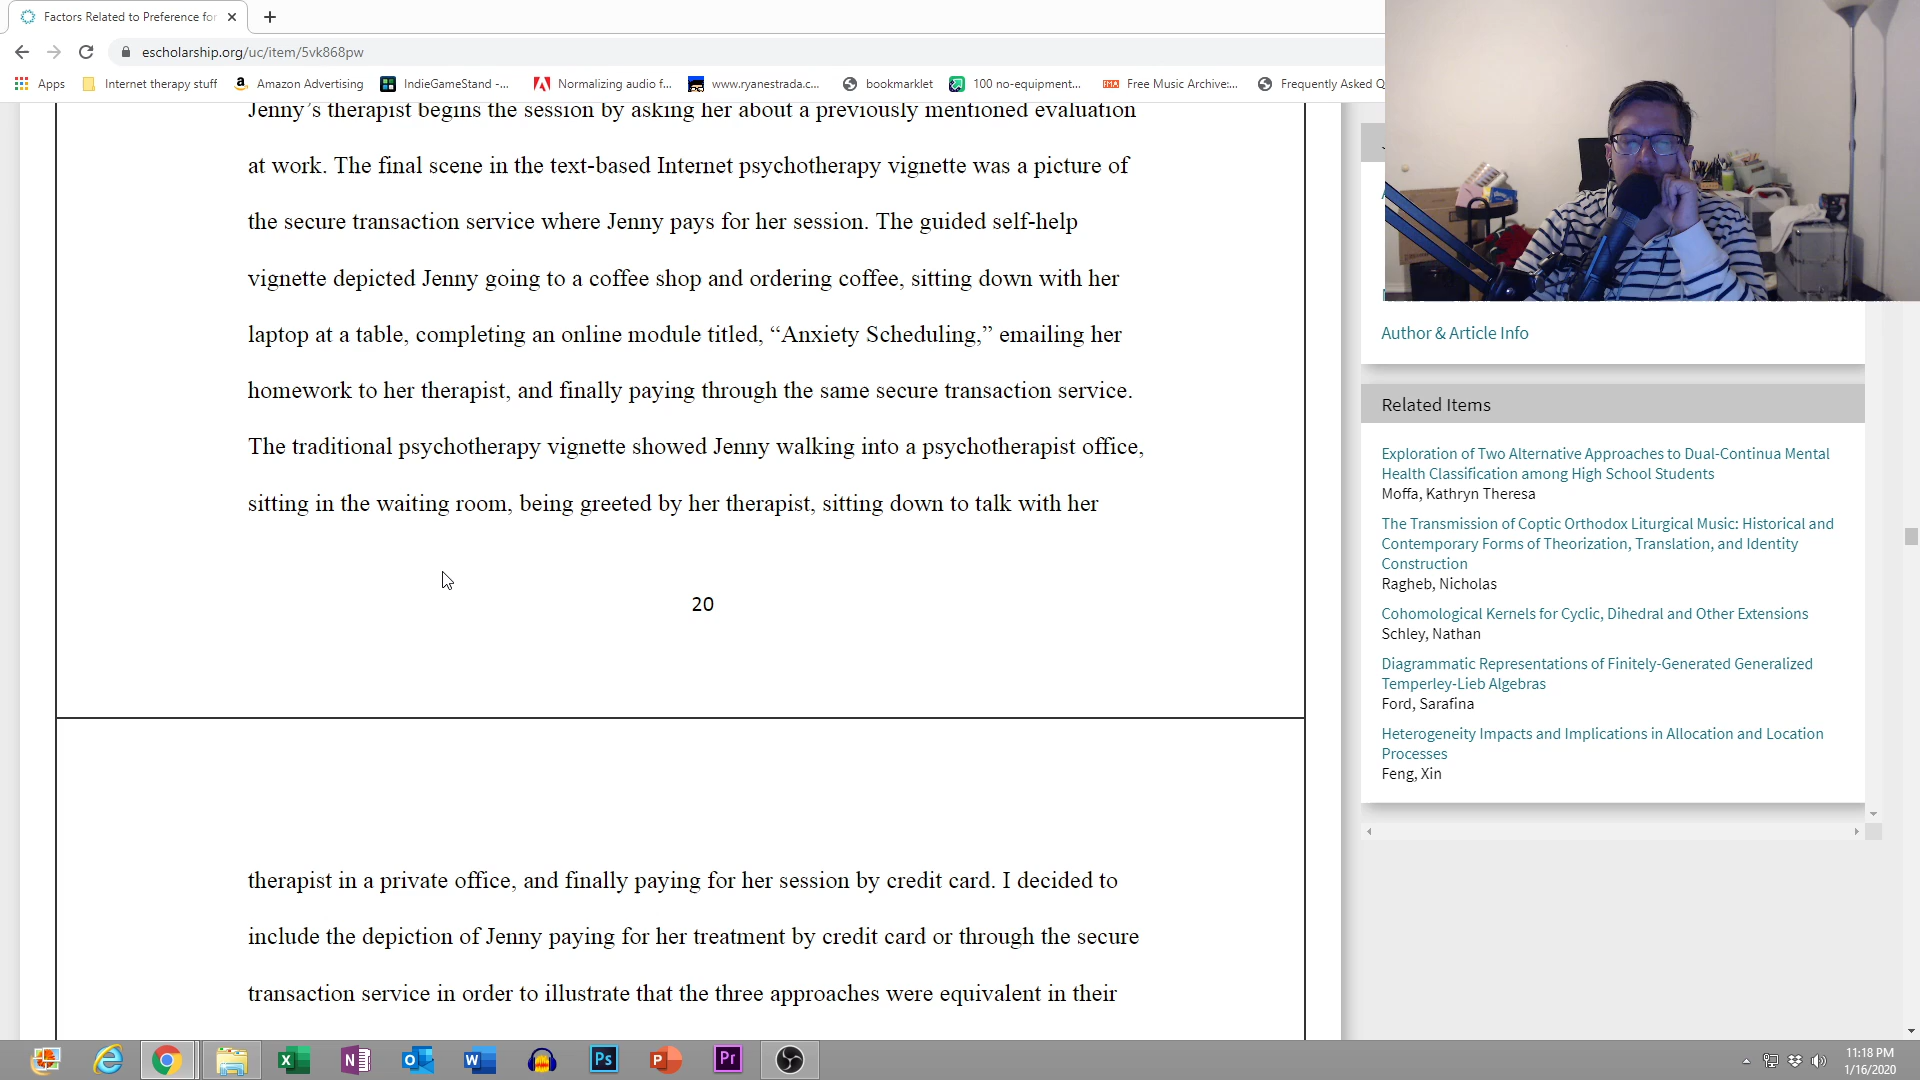 Factors Related to Preference for
escholarship.org/uc/item/5vk868pw
Apps
Internet therapy stuff
Amazon Advertising
IndieGameStand -...
Normalizing audio f...
www.ryanestrada.c...
bookmarklet
100 no-equipment...
Free Music Archive:...
Frequently Asked Q
Jenny’s therapist begins the session by asking her about a previously mentioned evaluation
at work. The final scene in the text-based Internet psychotherapy vignette was a picture of
the secure transaction service where Jenny pays for her session. The guided self-help
vignette depicted Jenny going to a coffee shop and ordering coffee, sitting down with her
laptop at a table, completing an online module titled, “Anxiety Scheduling,” emailing her
homework to her therapist, and finally paying through the same secure transaction service.
The traditional psychotherapy vignette showed Jenny walking into a psychotherapist office,
sitting in the waiting room, being greeted by her therapist, sitting down to talk with her
20
therapist in a private office, and finally paying for her session by credit card. I decided to
include the depiction of Jenny paying for her treatment by credit card or through the secure
transaction service in order to illustrate that the three approaches were equivalent in their
Author & Article Info
Related Items
Exploration of Two Alternative Approaches to Dual-Continua Mental
Health Classification among High School Students
Moffa, Kathryn Theresa
The Transmission of Coptic Orthodox Liturgical Music: Historical and
Contemporary Forms of Theorization, Translation, and Identity
Construction
Ragheb, Nicholas
Cohomological Kernels for Cyclic, Dihedral and Other Extensions
Schley, Nathan
Diagrammatic Representations of Finitely-Generated Generalized
Temperley-Lieb Algebras
Ford, Sarafina
Heterogeneity Impacts and Implications in Allocation and Location
Processes
Feng, Xin
11:18 PM
1/16/2020